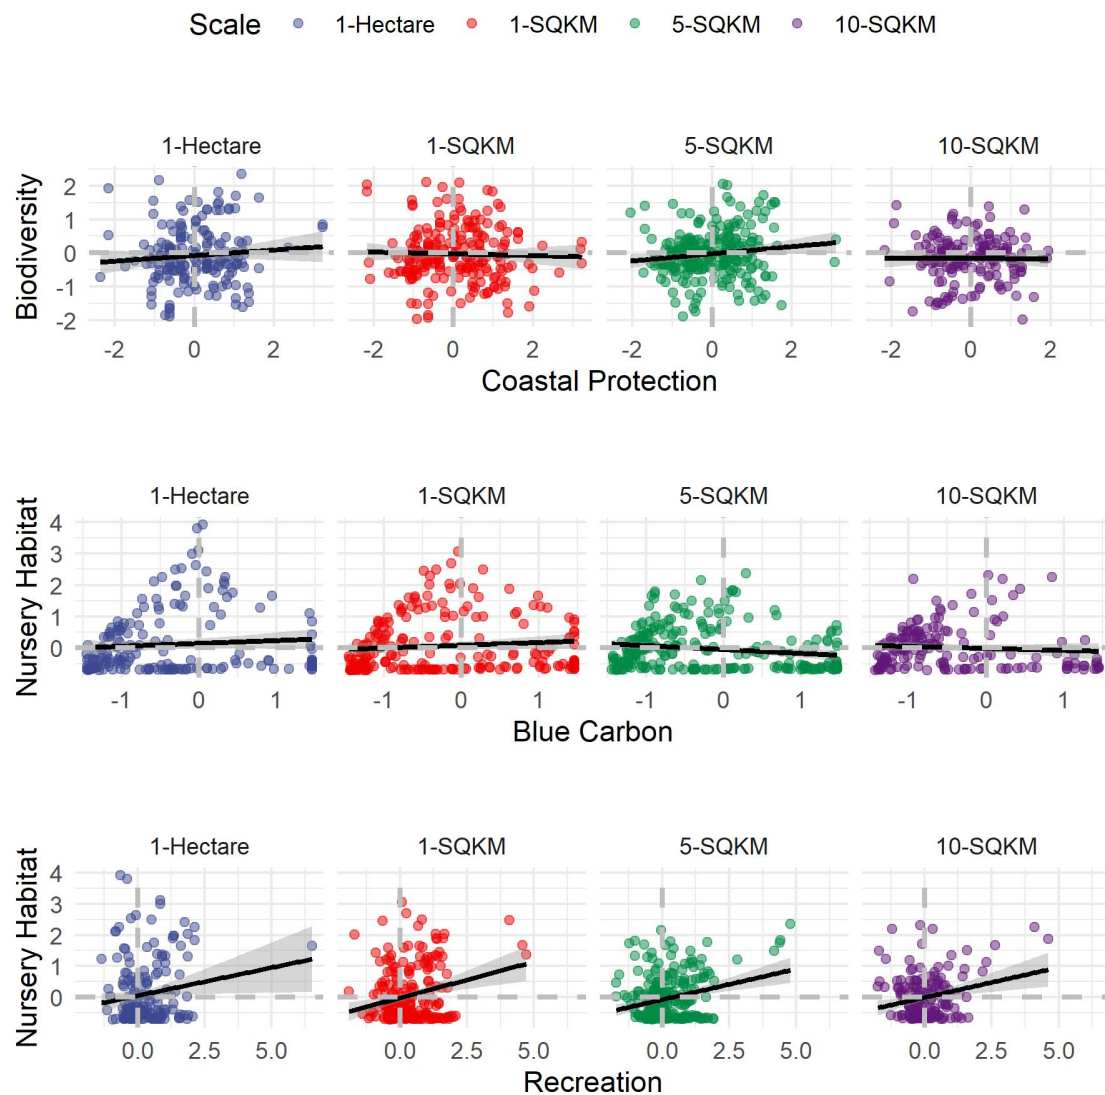 Scale 1-Hectare 1-SQKM 5-SQKM 10-SQKM
1-Hectare 1-SQKM 5-SQKM 10-SQKM
Biodiversity
2
1
0
-1
-2
-2 0 2 -2 0 2 -2 0 2 -2 0 2
Coastal Protection
1-Hectare 1-SQKM 5-SQKM 10-SQKM
Nursery Habitat
4
3
2
1
0
-1 0 1 -1 0 1 -1 0 1 -1 0 1
Blue Carbon
1-Hectare 1-SQKM 5-SQKM 10-SQKM
Nursery Habitat
4
3
2
1
0
0.0 2.5 5.0 0.0 2.5 5.0 0.0 2.5 5.0 0.0 2.5 5.0
Recreation